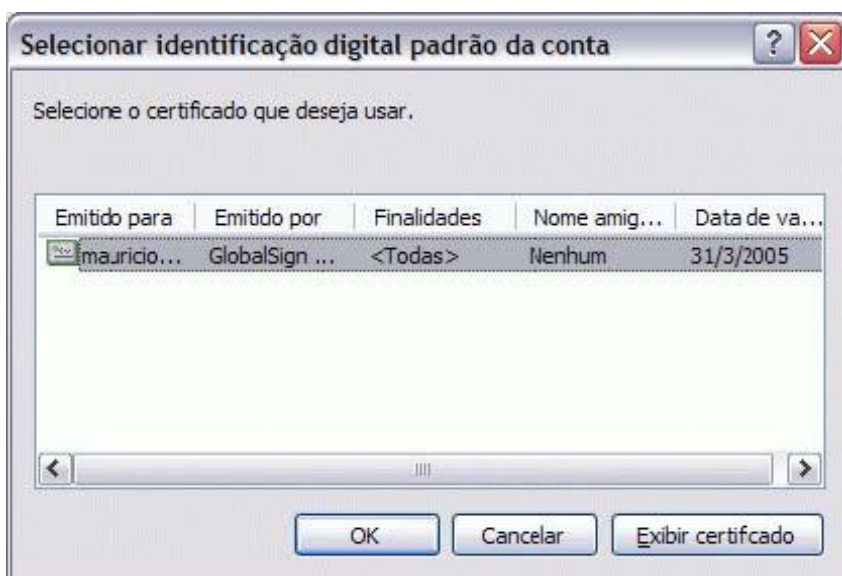 Selecionar identificação digital padrão da conta
Selecione o certificado que deseja usar.
Emitido para Emitido por Finalidades Nome amig... Data de va...
mauricio... GlobalSign ... <Todas> Nenhum 31/3/2005
OK Cancelar Exibir certifcado